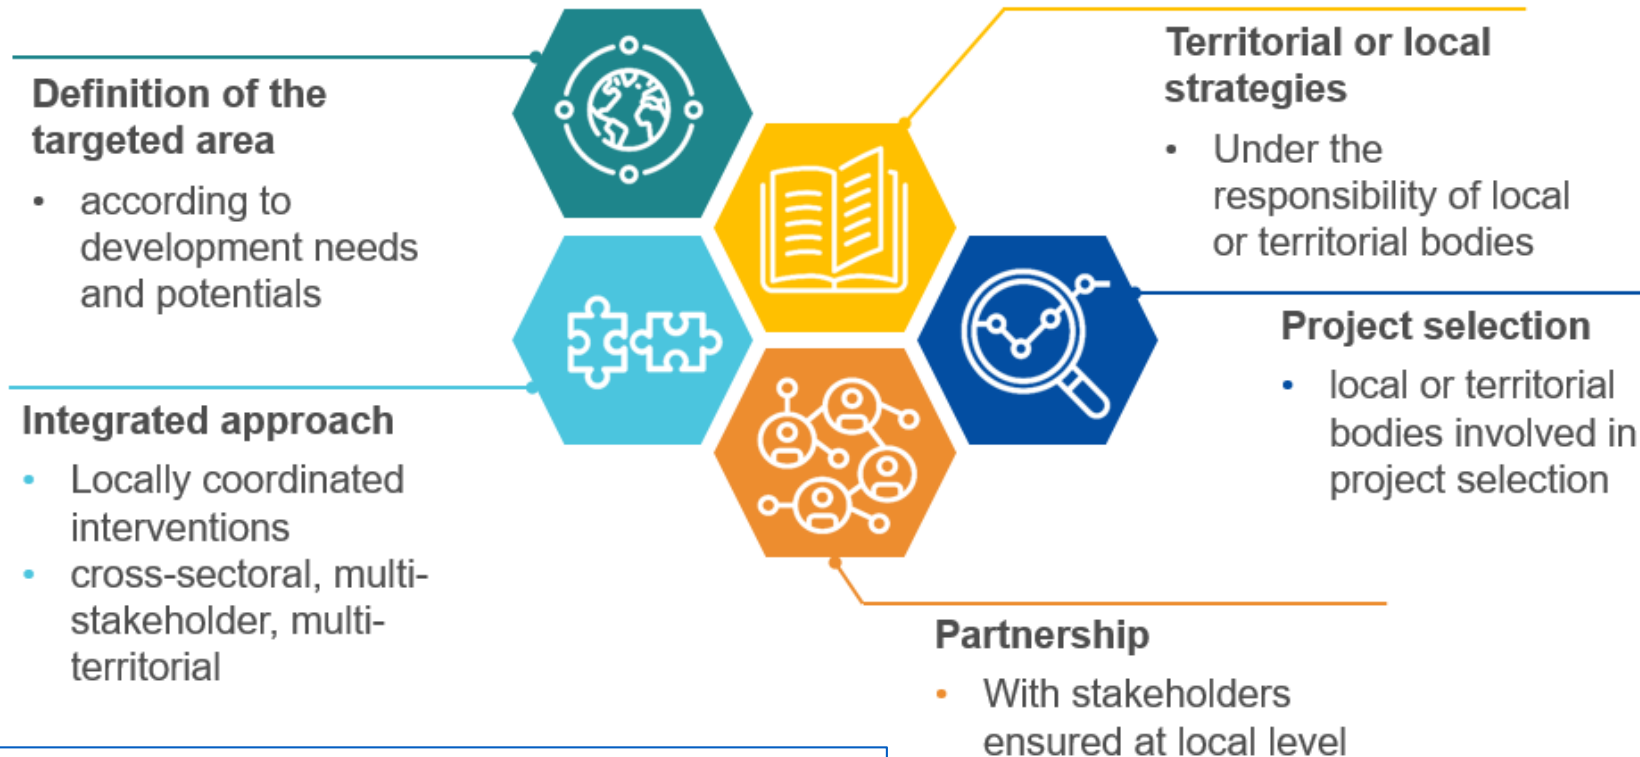 Definition of the
targeted area
• according to
development needs
and potentials
Territorial or local
strategies
• Under the
responsibility of local
or territorial bodies
Integrated approach
• Locally coordinated
interventions
• cross-sectoral, multi-
stakeholder, multi-
territorial
Project selection
• local or territorial
bodies involved in
project selection
Partnership
• With stakeholders
ensured at local level